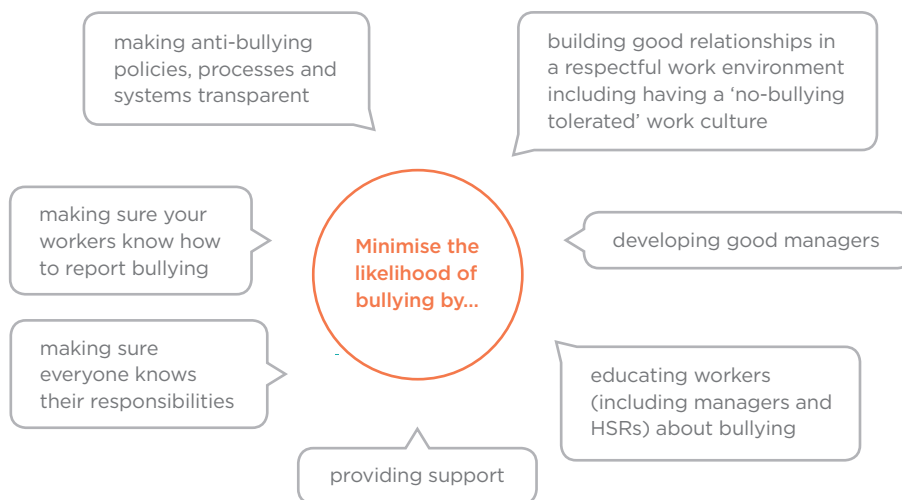 making anti-bullying
policies, processes and
systems transparent
building good relationships in
a respectful work environment
including having a ‘no-bullying
tolerated’ work culture
making sure your
workers know how
to report bullying
Minimise the
likelihood of
bullying by...
developing good managers
making sure
everyone knows
their responsibilities
educating workers
(including managers and
HSRs) about bullying
providing support